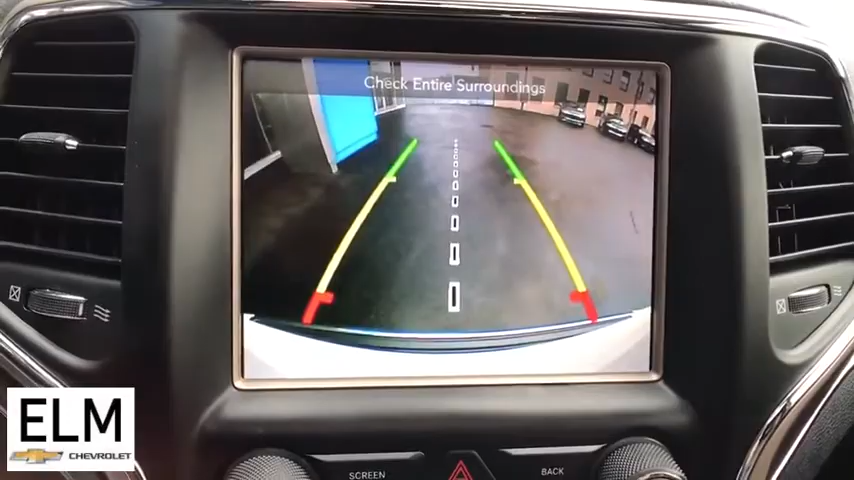 Check Entire Surroundings
ELM
CHEVROLET
SCREEN
BACK